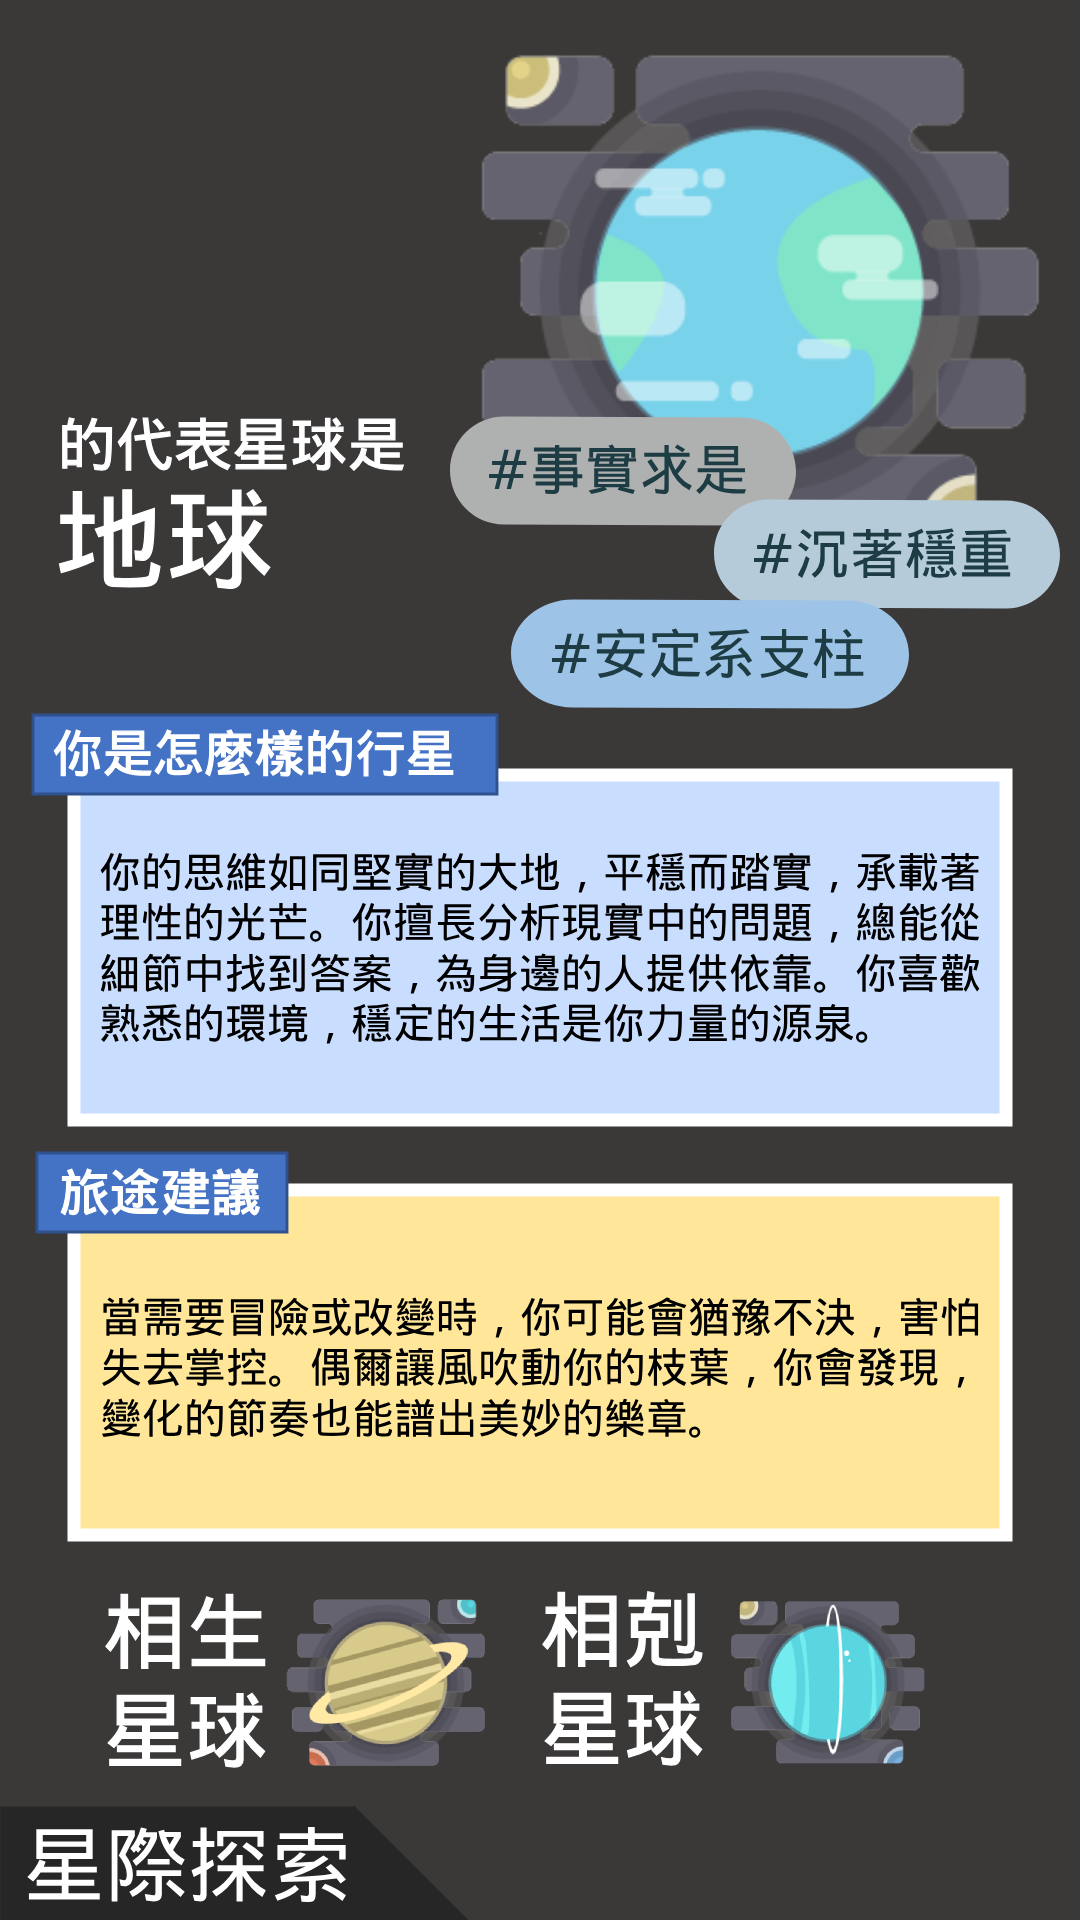 的代表星球是
地球
#事實求是
#沉著穩重
#安定系支柱
你是怎麼樣的行星
你的思維如同堅實的大地,平穩而踏實,承載著
理性的光芒。你擅長分析現實中的問題,總能從
細節中找到答案,為身邊的人提供依靠。你喜歡
熟悉的環境,穩定的生活是你力量的源泉。
旅途建議
當需要冒險或改變時,你可能會猶豫不決,害怕
失去掌控。偶爾讓風吹動你的枝葉,你會發現,
變化的節奏也能譜出美妙的樂章。
相生
星球
相剋
星球
星際探索